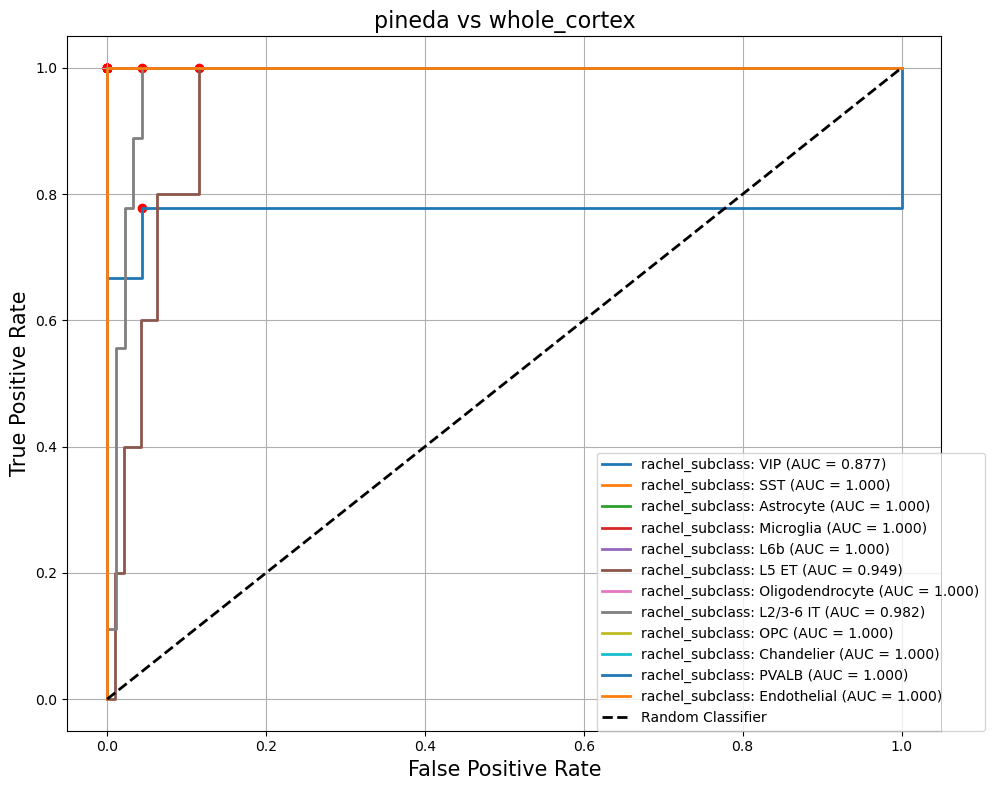 pineda vs whole_cortex
True Positive Rate
1.0
0.8
0.6
0.4
0.2
0.0
rachel_subclass: VIP (AUC = 0.877)
rachel_subclass: SST (AUC = 1.000)
rachel_subclass: Astrocyte (AUC = 1.000)
rachel_subclass: Microglia (AUC = 1.000)
rachel_subclass: L6b (AUC = 1.000)
rachel_subclass: L5 ET (AUC = 0.949)
rachel_subclass: Oligodendrocyte (AUC = 1.000)
rachel_subclass: L2/3-6 IT (AUC = 0.982)
rachel_subclass: OPC (AUC = 1.000)
rachel_subclass: Chandelier (AUC = 1.000)
rachel_subclass: PVALB (AUC = 1.000)
rachel_subclass: Endothelial (AUC = 1.000)
Random Classifier
0.0 0.2 0.4 0.6 0.8 1.0
False Positive Rate